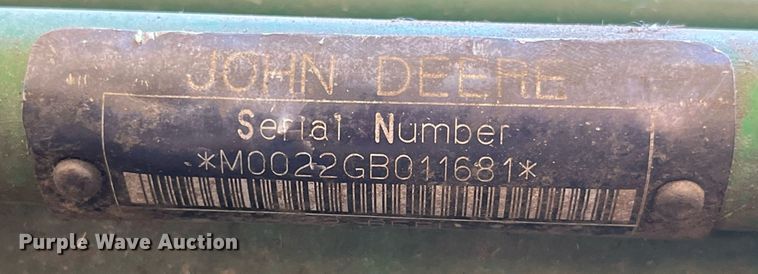 JOHN DEERE
Serial Number
*M0022GB011681*
Purple Wave Auction